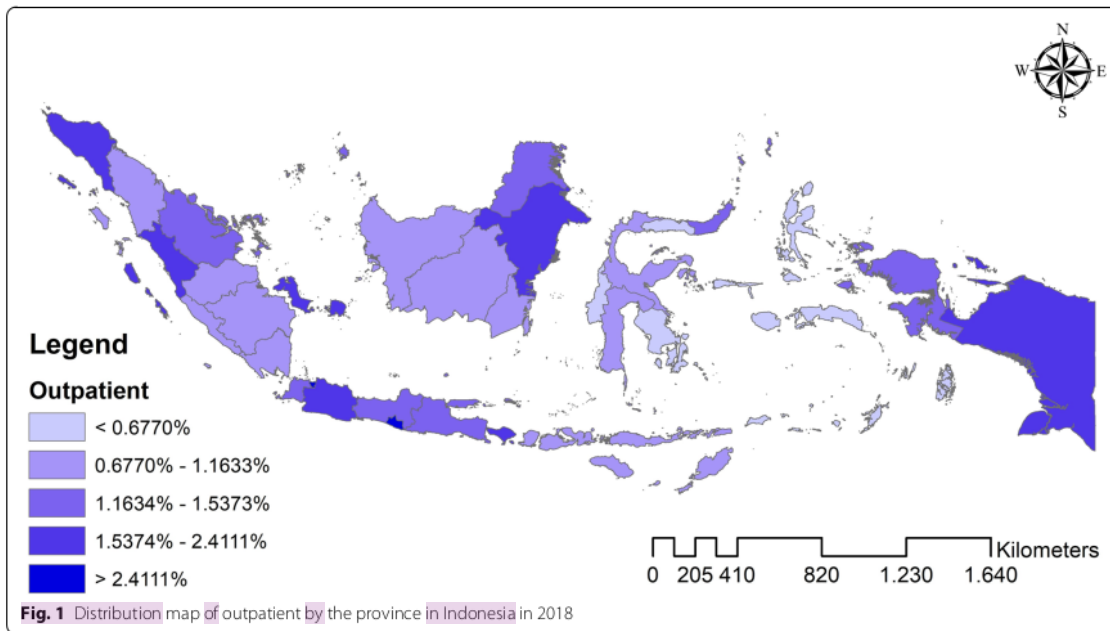 N
W E
S
Legend
Outpatient
< 0.6770%
0.6770% - 1.1633%
1.1634% - 1.5373%
1.5374% - 2.4111%
> 2.4111%
Kilometers
0 205 410 820 1.230 1.640
Fig. 1 Distribution map of outpatient by the province in Indonesia in 2018